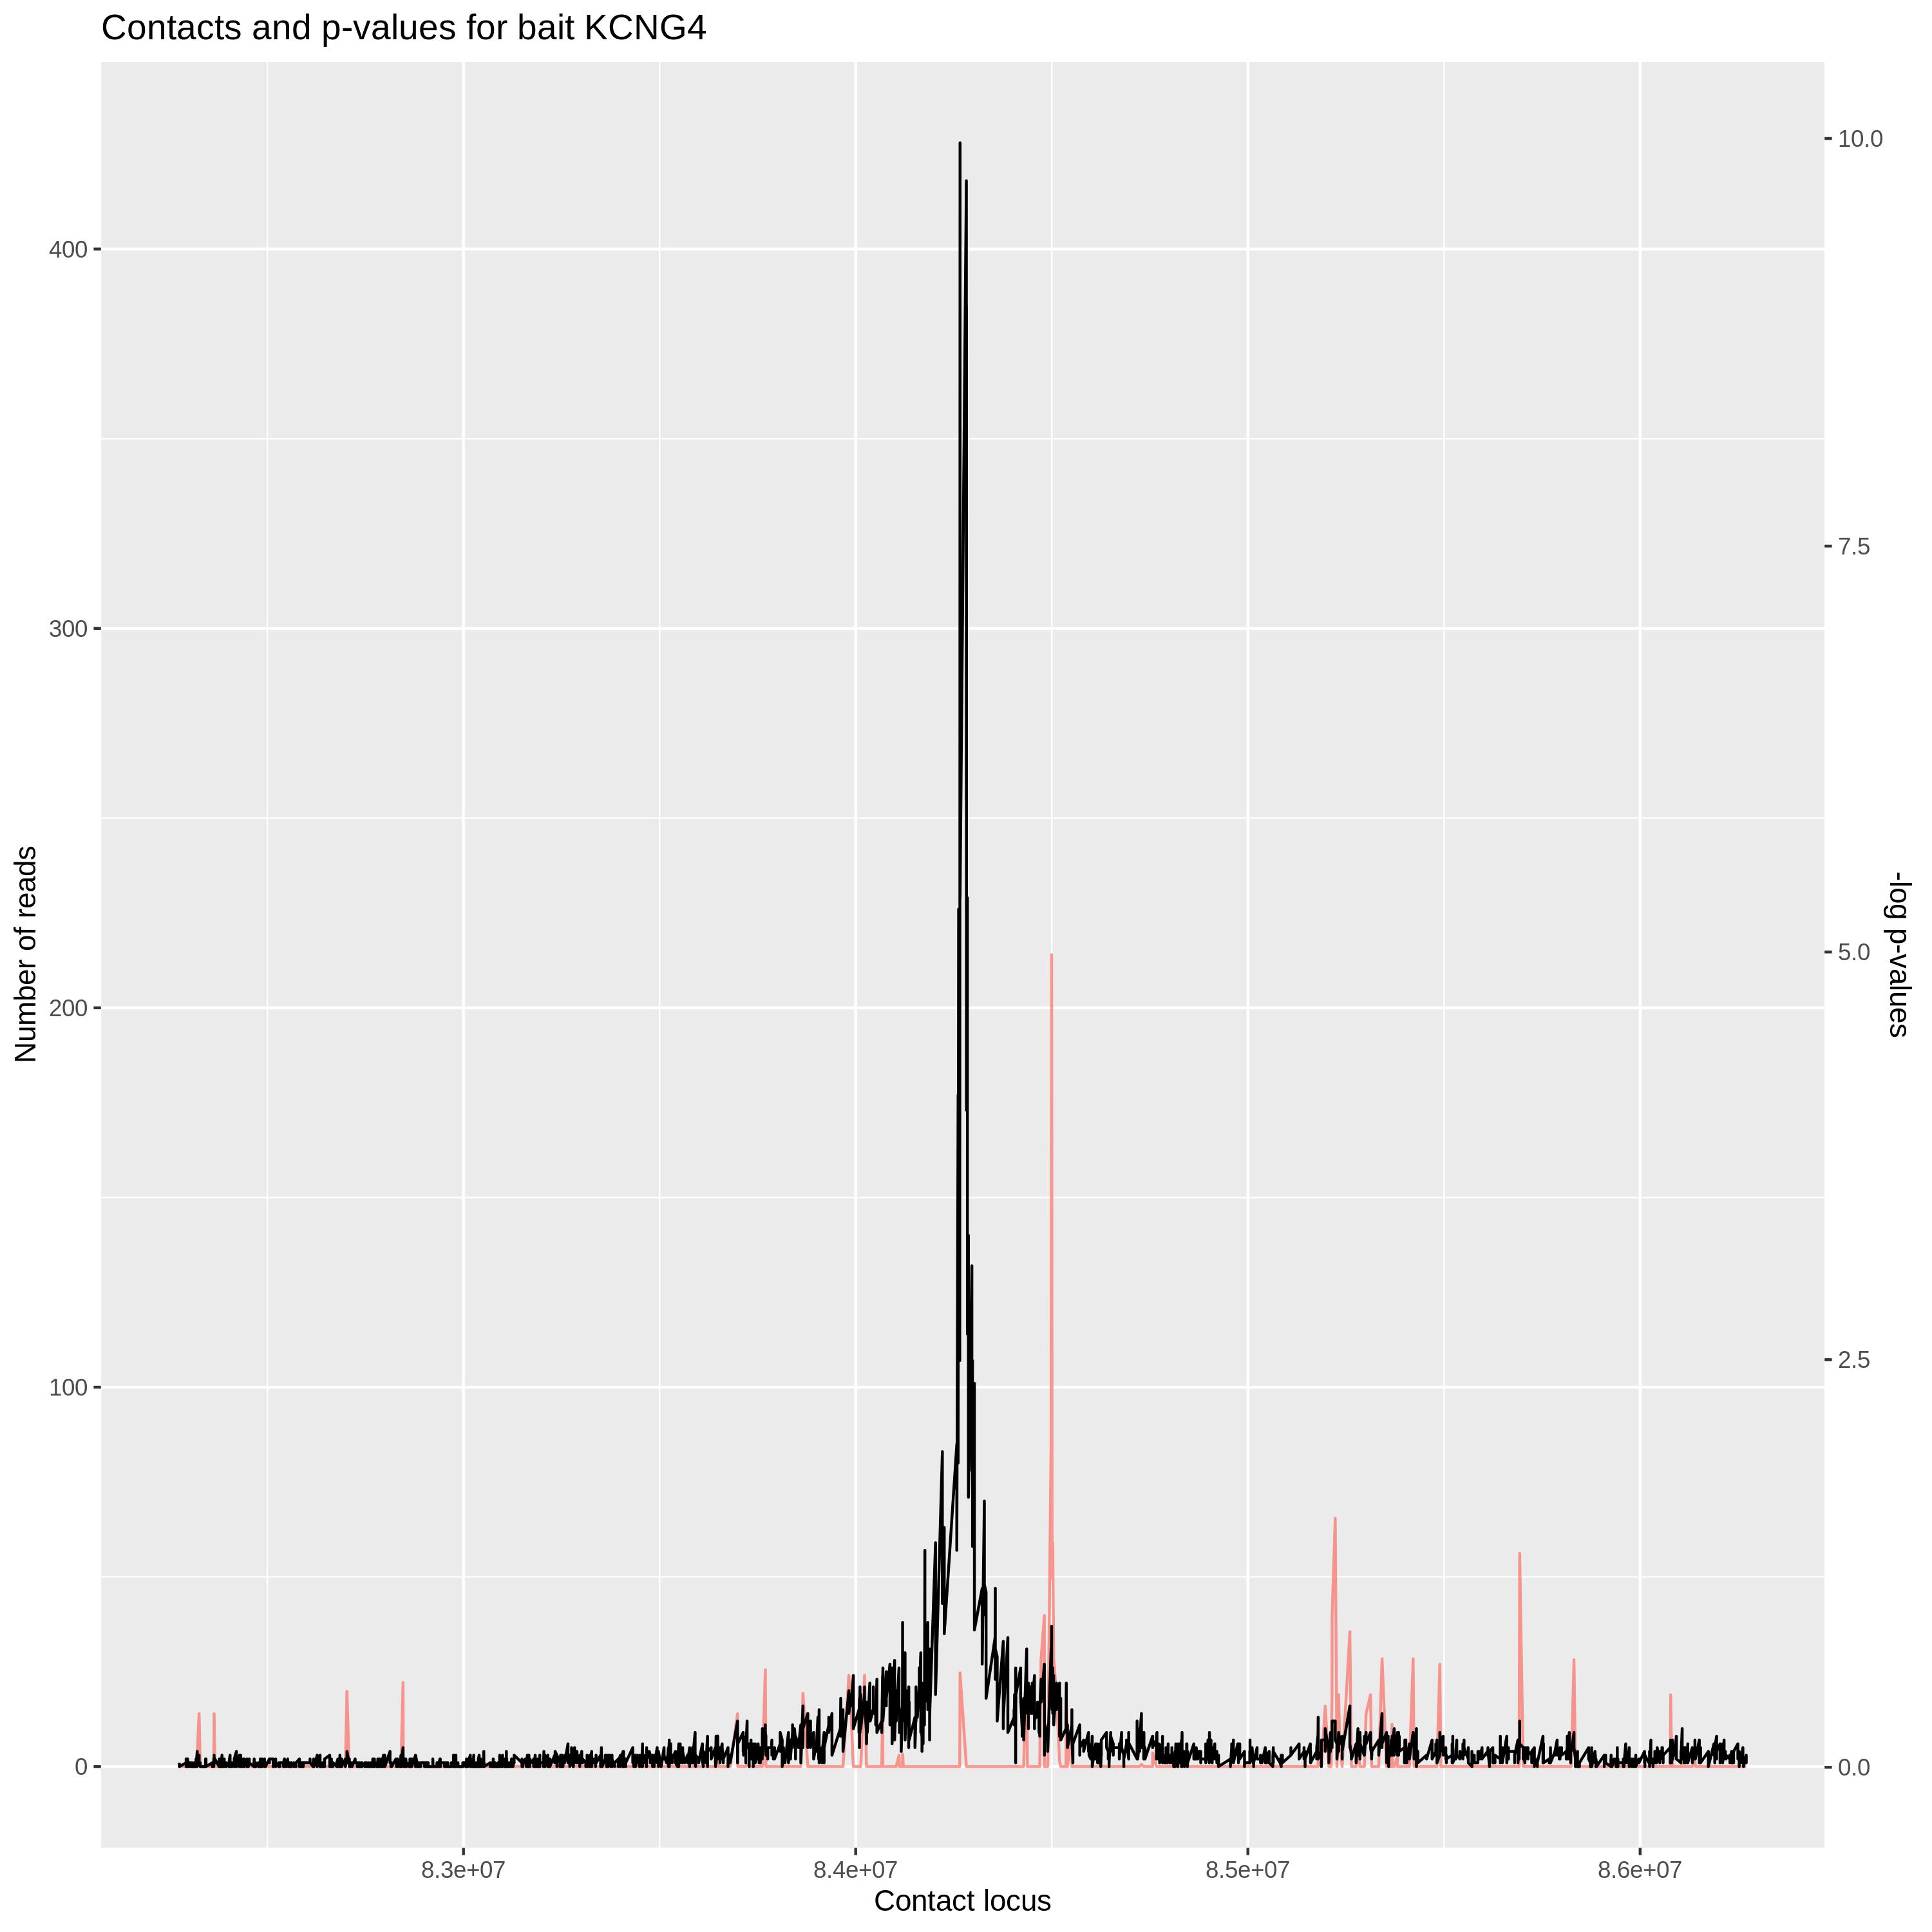 Contacts and p-values for bait KCNG4
400
300
200
100
0
Number of reads
10.0
7.5
5.0
2.5
0.0
-log p-values
8.3e+07
8.4e+07
8.5e+07
8.6e+07
Contact locus